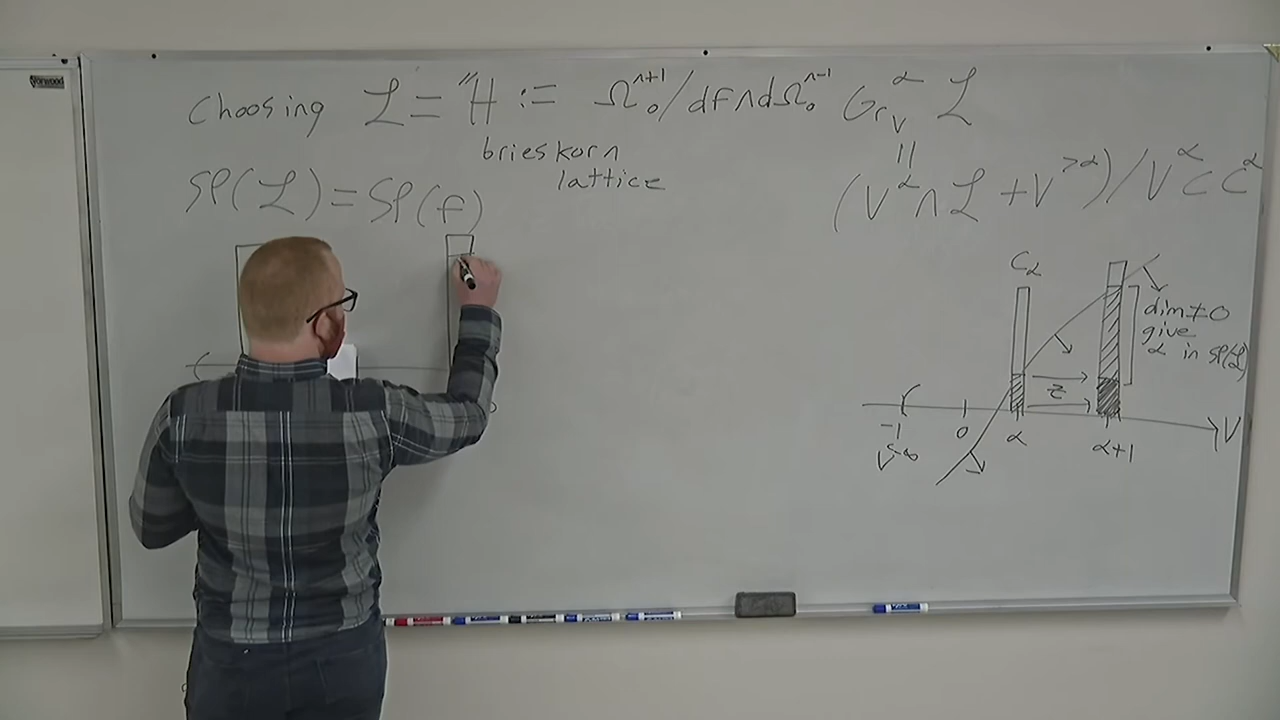 Choosing ℒ = "H := Ω₀ⁿ⁺¹/df∧dΩ₀ⁿ⁻¹ Gr_V^α ℒ
brieskorn
lattice
||
SP(ℒ) = SP(f)
(V^α ∩ ℒ + V^{>α})/V^α ⊂ C^α
C_α
dim ≠ 0
give
α in SP(ℒ)
z
-1 0 α α+1 V